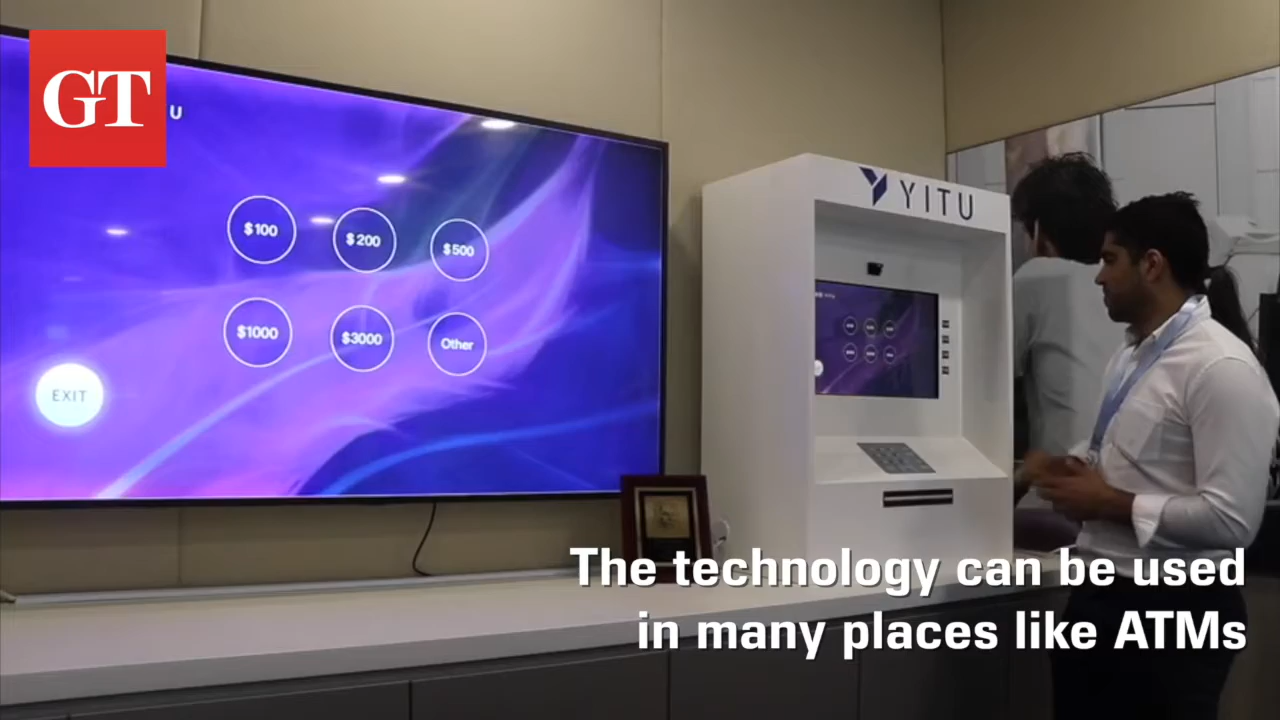 GT
U
$100
$200
$500
$1000
$3000
Other
EXIT
YITU
The technology can be used
in many places like ATMs